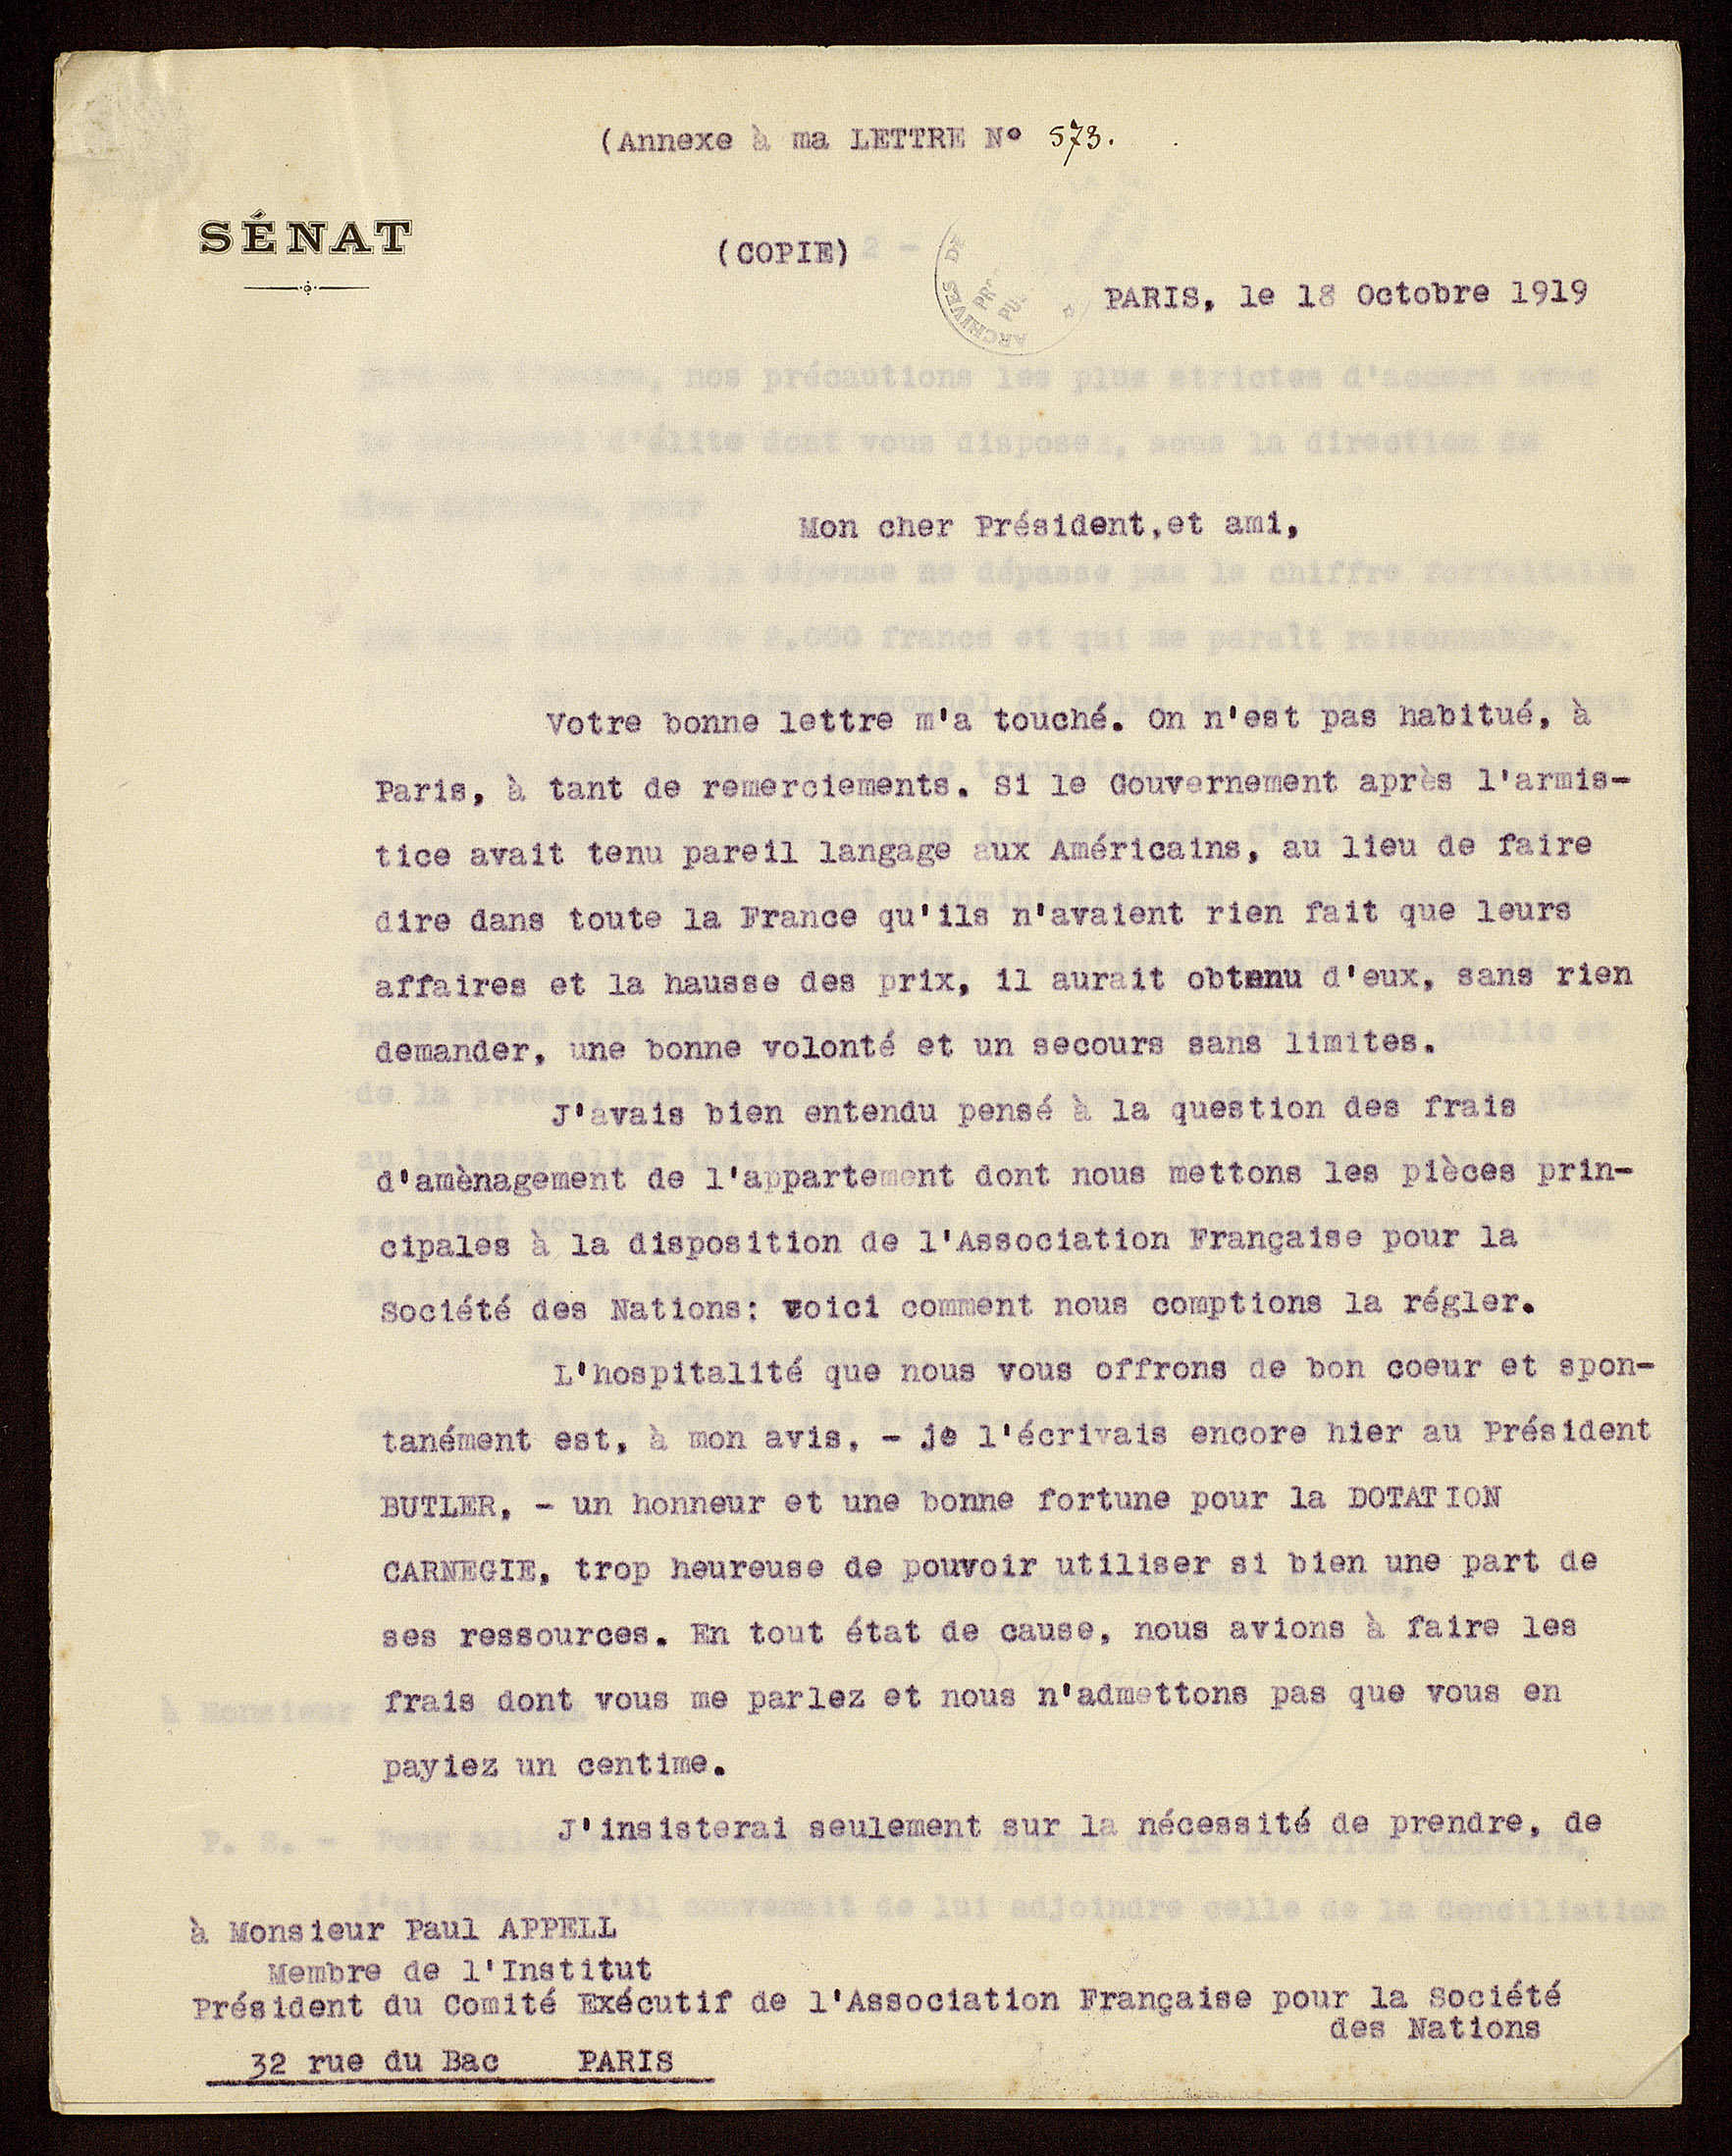 (Annexe à ma LETTRE N° 573.
SÉNAT
(COPIE)
ARCHIVES DE
PARIS, le 18 Octobre 1919
Mon cher Président,et ami,
Votre bonne lettre m'a touché. On n'est pas habitué, à
Paris, à tant de remerciements. Si le Gouvernement après l'armis-
tice avait tenu pareil langage aux Américains, au lieu de faire
dire dans toute la France qu'ils n'avaient rien fait que leurs
affaires et la hausse des prix, il aurait obtenu d'eux, sans rien
demander, une bonne volonté et un secours sans limites.
J'avais bien entendu pensé à la question des frais
d'amènagement de l'appartement dont nous mettons les pièces prin-
cipales à la disposition de l'Association Française pour la
Société des Nations: voici comment nous comptions la régler.
L'hospitalité que nous vous offrons de bon coeur et spon-
tanément est, à mon avis, - je l'écrivais encore hier au Président
BUTLER, - un honneur et une bonne fortune pour la DOTATION
CARNEGIE, trop heureuse de pouvoir utiliser si bien une part de
ses ressources. En tout état de cause, nous avions à faire les
frais dont vous me parlez et nous n'admettons pas que vous en
payiez un centime.
J'insisterai seulement sur la nécessité de prendre, de
à Monsieur Paul APPELL
Membre de l'Institut
Président du Comité Exécutif de l'Association Française pour la Société
des Nations
32 rue du Bac PARIS